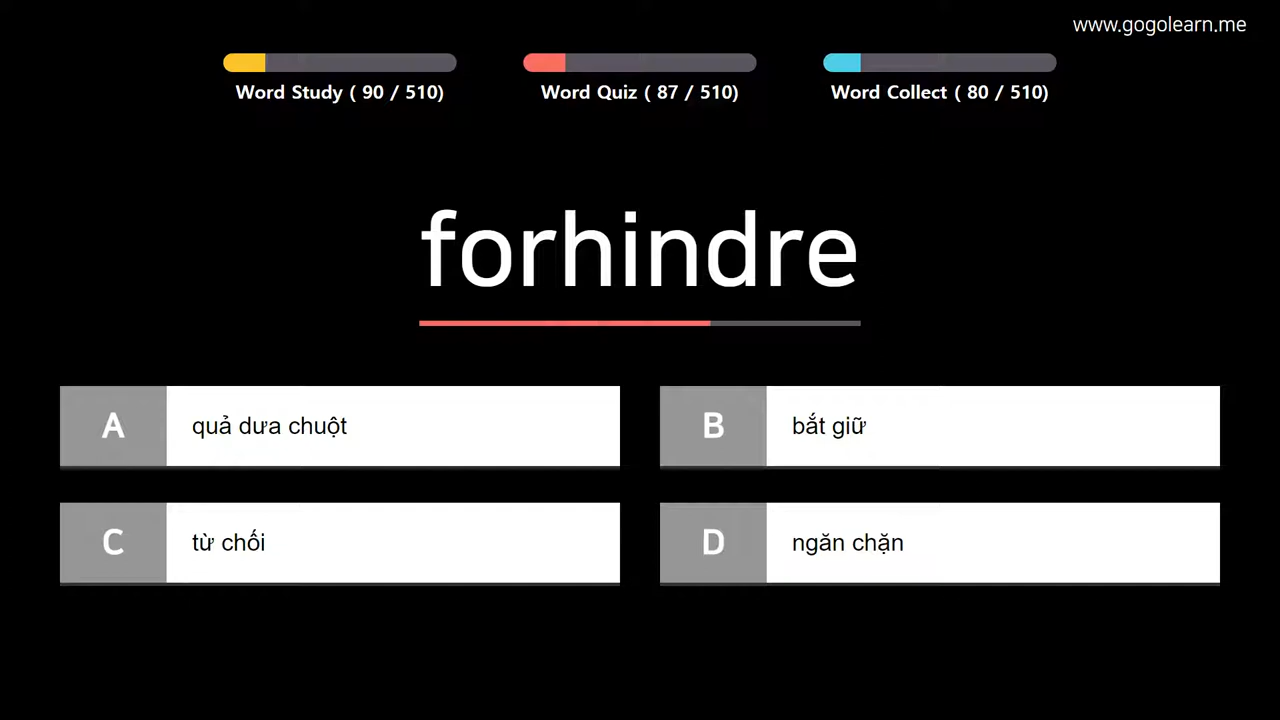 www.gogolearn.me
Word Study ( 90 / 510)
Word Quiz ( 87 / 510)
Word Collect ( 80 / 510)
forhindre
A quả dưa chuột
B bắt giữ
C từ chối
D ngăn chặn